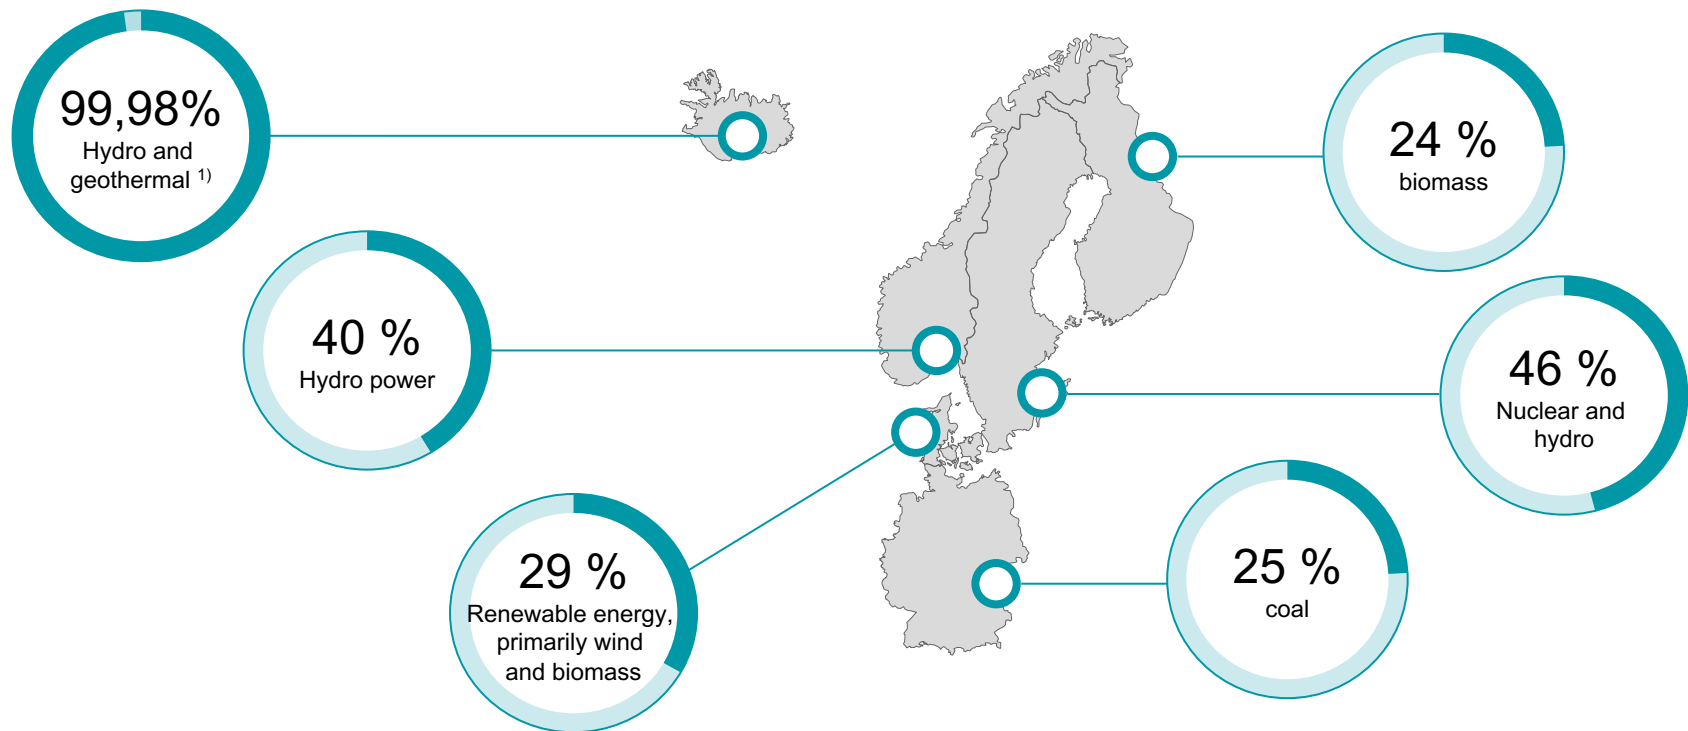 99,98%
Hydro and
geothermal ¹⁾
24 %
biomass
40 %
Hydro power
46 %
Nuclear and
hydro
29 %
Renewable energy,
primarily wind
and biomass
25 %
coal